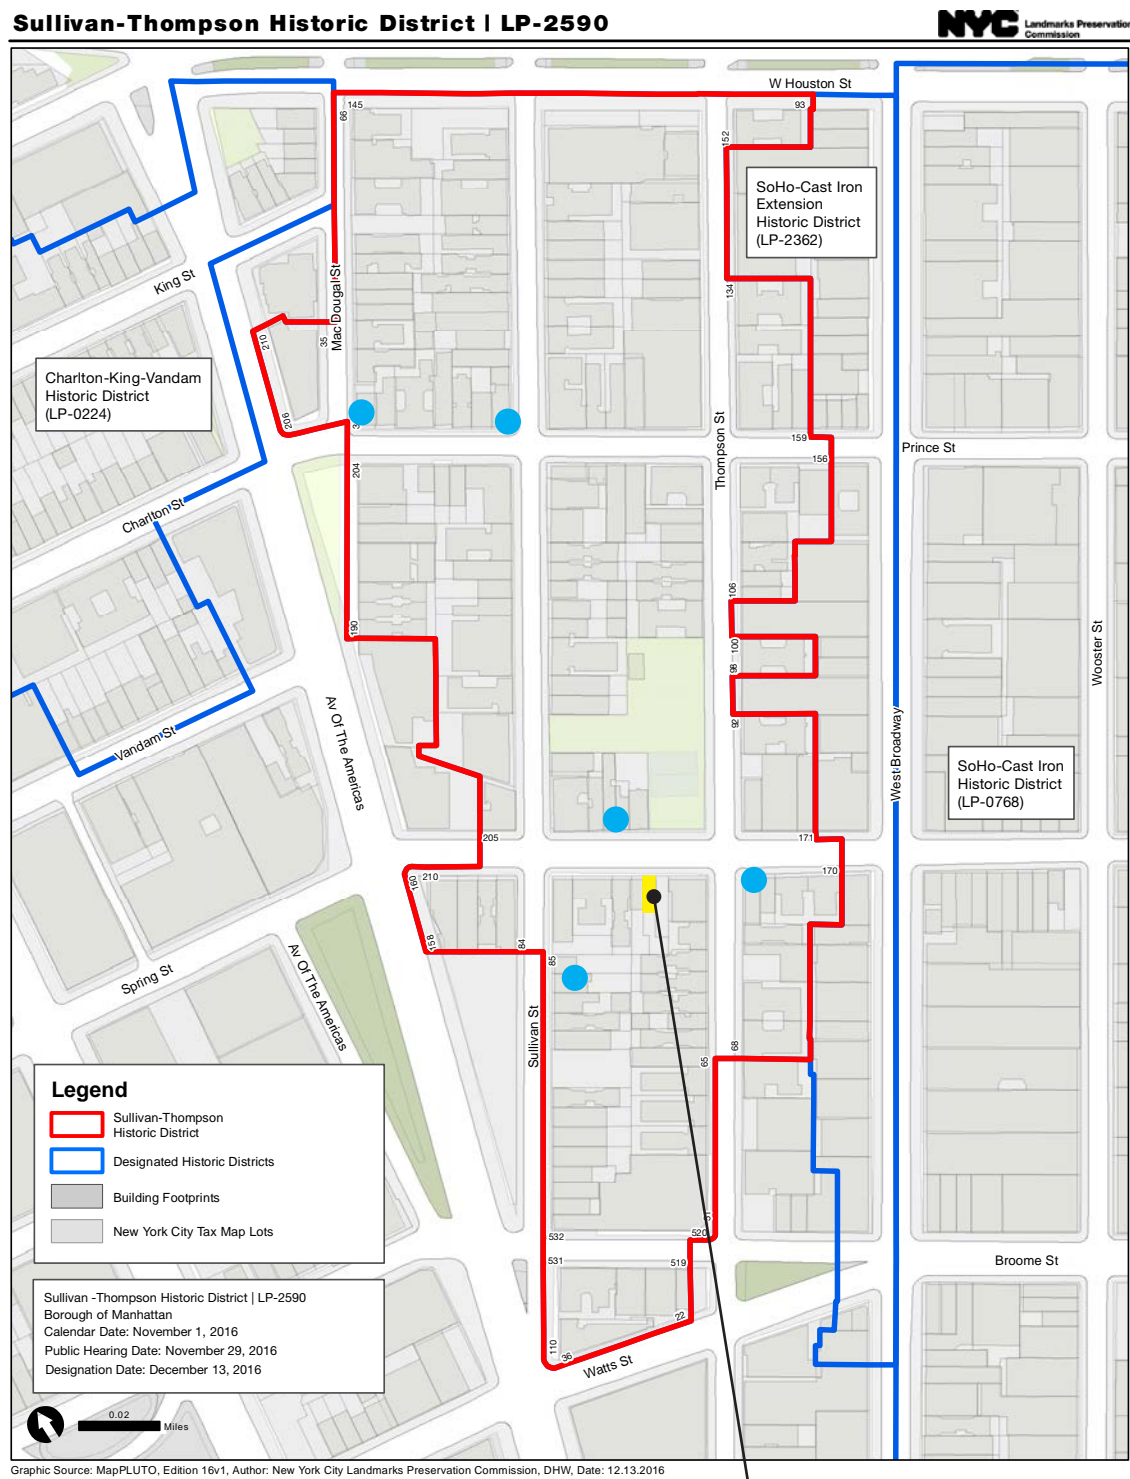 Sullivan-Thompson Historic District | LP-2590
NYC Landmarks Preservation
Commission
W Houston St
145
66
93
152
SoHo-Cast Iron
Extension
Historic District
(LP-2362)
King St
Mac Dougal St
134
210
35
Charlton-King-Vandam
Historic District
(LP-0224)
206
3
Thompson St
159
Prince St
156
204
Charlton St
106
190
100
98
Wooster St
92
Av Of The Americas
Vandam St
West Broadway
SoHo-Cast Iron
Historic District
(LP-0768)
205
171
160
210
170
158
84
85
Av Of The Americas
Spring St
Sullivan St
68
65
Legend
Sullivan-Thompson
Historic District
Designated Historic Districts
Building Footprints
New York City Tax Map Lots
532
520
531
519
Broome St
Sullivan -Thompson Historic District | LP-2590
Borough of Manhattan
Calendar Date: November 1, 2016
Public Hearing Date: November 29, 2016
Designation Date: December 13, 2016
22
110
36
Watts St
0.02
Miles
Graphic Source: MapPLUTO, Edition 16v1, Author: New York City Landmarks Preservation Commission, DHW, Date: 12.13.2016